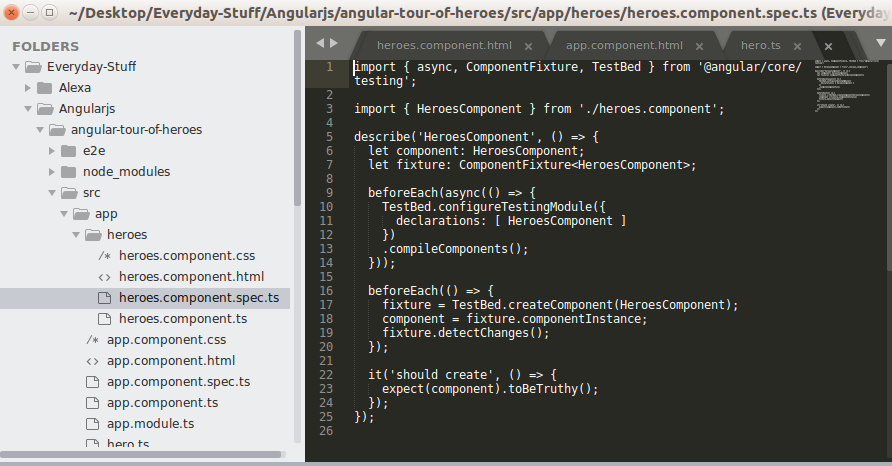 ~/Desktop/Everyday-Stuff/Angularjs/angular-tour-of-heroes/src/app/heroes/heroes.component.spec.ts (Everyday
FOLDERS
Everyday-Stuff
Alexa
Angularjs
angular-tour-of-heroes
e2e
node_modules
src
app
heroes
/* heroes.component.css
<> heroes.component.html
heroes.component.spec.ts
heroes.component.ts
/* app.component.css
<> app.component.html
app.component.spec.ts
app.component.ts
app.module.ts
hero.ts
heroes.component.html × app.component.html × hero.ts × ×
1 import { async, ComponentFixture, TestBed } from '@angular/core/
testing';
2
3 import { HeroesComponent } from './heroes.component';
4
5 describe('HeroesComponent', () => {
6   let component: HeroesComponent;
7   let fixture: ComponentFixture<HeroesComponent>;
8
9   beforeEach(async(() => {
10     TestBed.configureTestingModule({
11       declarations: [ HeroesComponent ]
12     })
13     .compileComponents();
14   }));
15
16   beforeEach(() => {
17     fixture = TestBed.createComponent(HeroesComponent);
18     component = fixture.componentInstance;
19     fixture.detectChanges();
20   });
21
22   it('should create', () => {
23     expect(component).toBeTruthy();
24   });
25 });
26